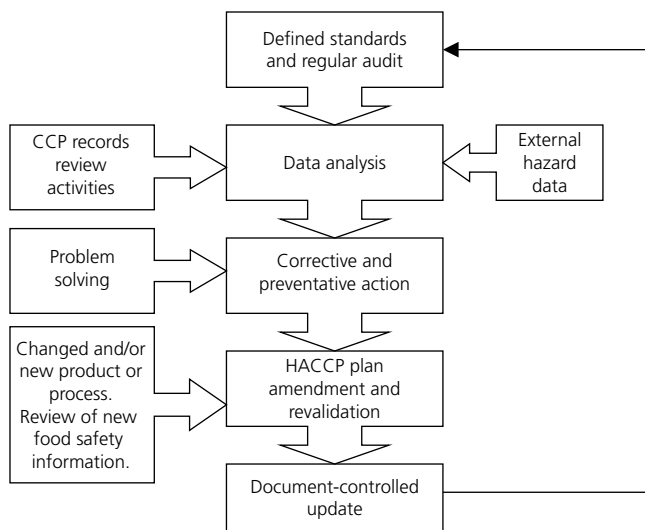 Defined standards
and regular audit
CCP records
review
activities
Data analysis
External
hazard
data
Problem
solving
Corrective and
preventative action
Changed and/or
new product or
process.
Review of new
food safety
information.
HACCP plan
amendment and
revalidation
Document-controlled
update